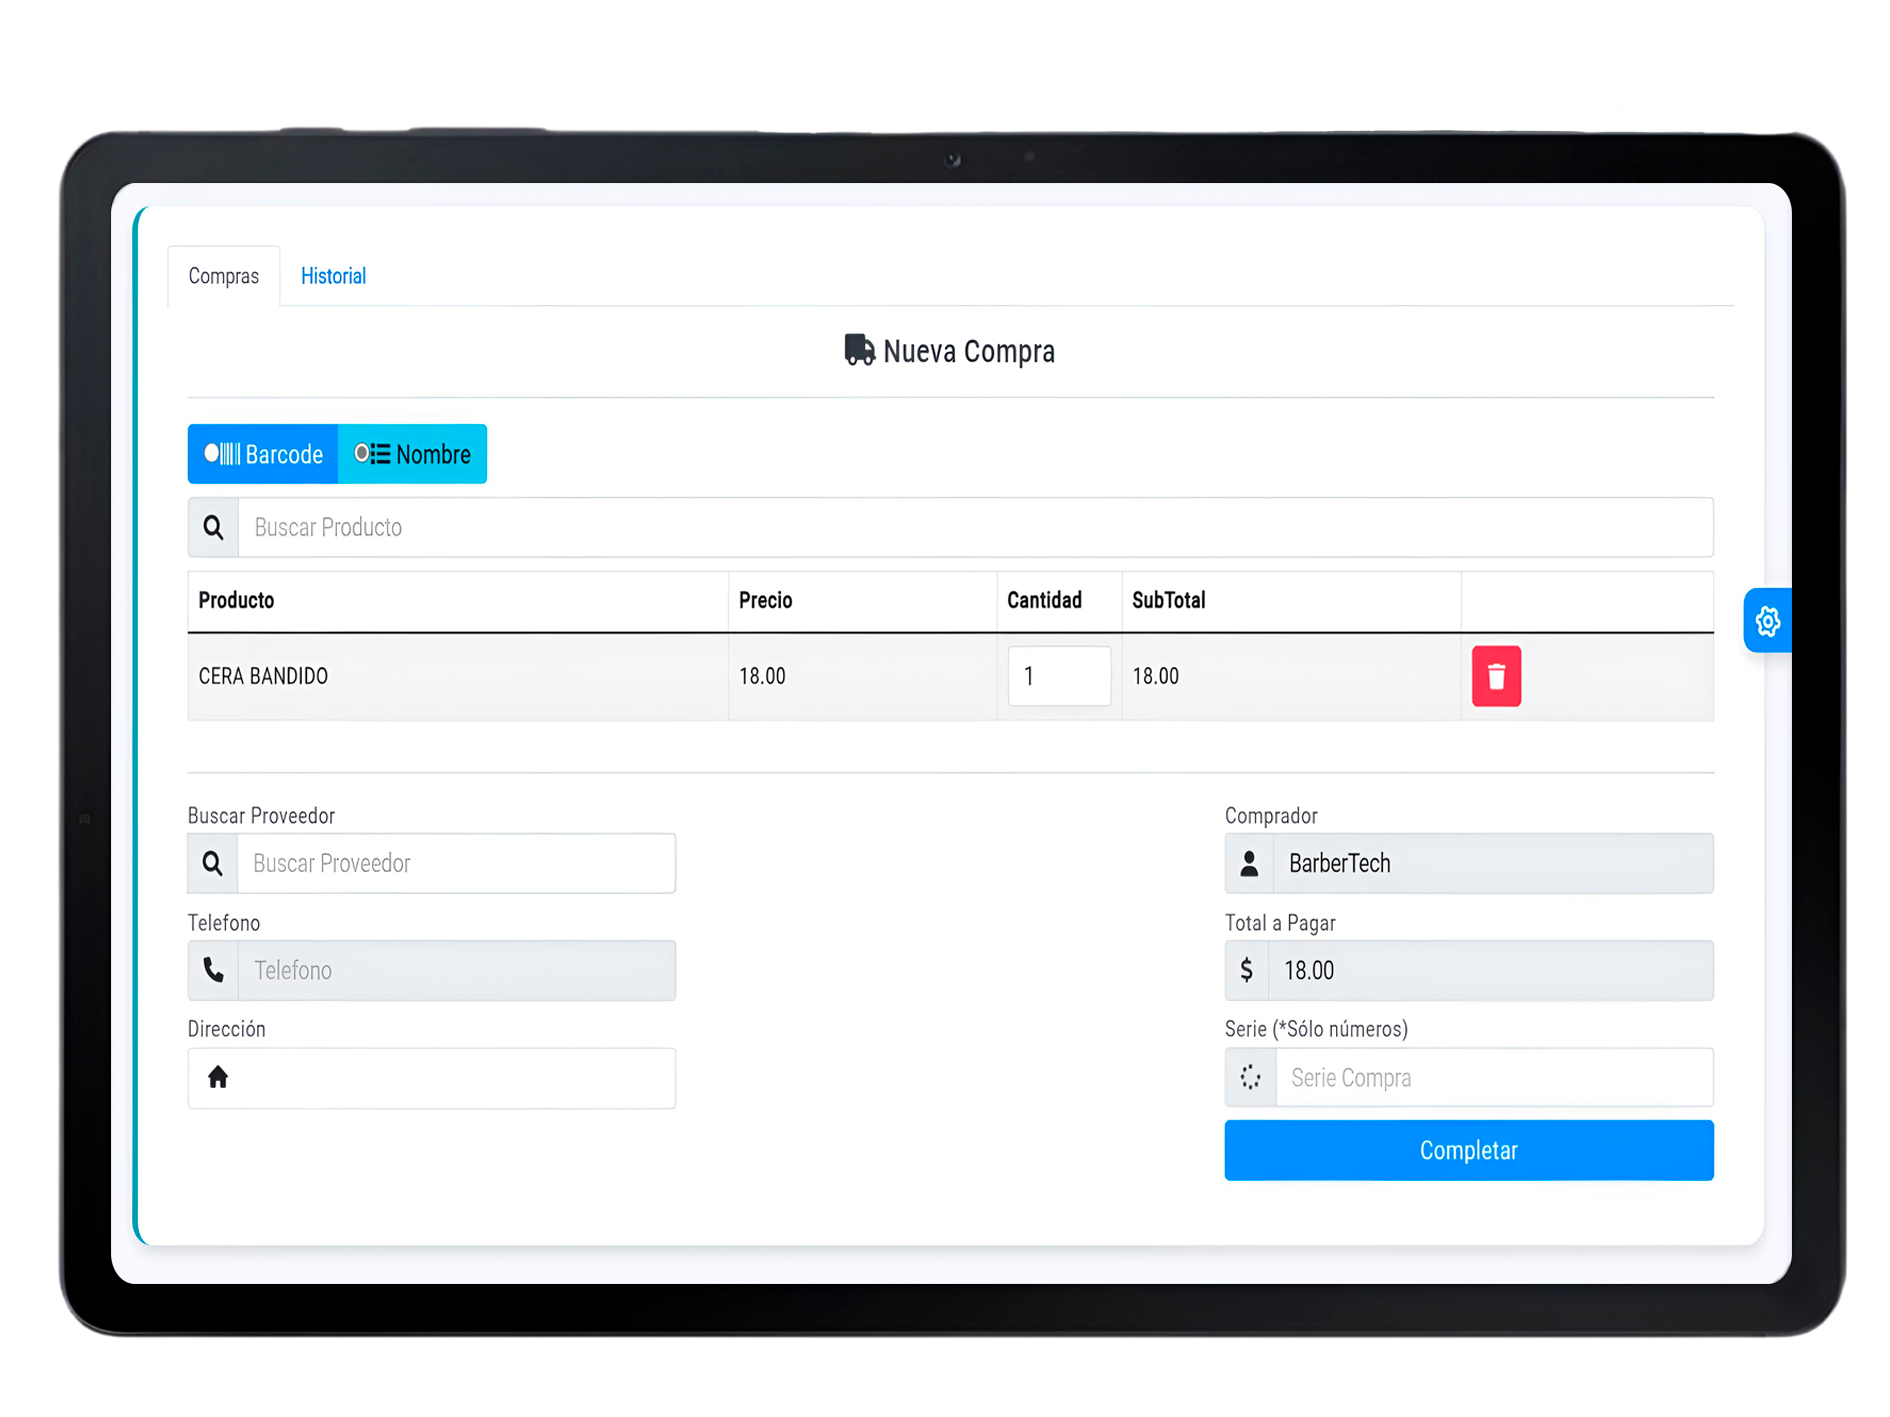 Compras Historial
Nueva Compra
Barcode Nombre
Buscar Producto
Producto Precio Cantidad SubTotal
CERA BANDIDO 18.00 1 18.00
Buscar Proveedor Comprador
Buscar Proveedor BarberTech
Telefono Total a Pagar
Telefono $ 18.00
Dirección Serie (*Sólo números)
Serie Compra
Completar